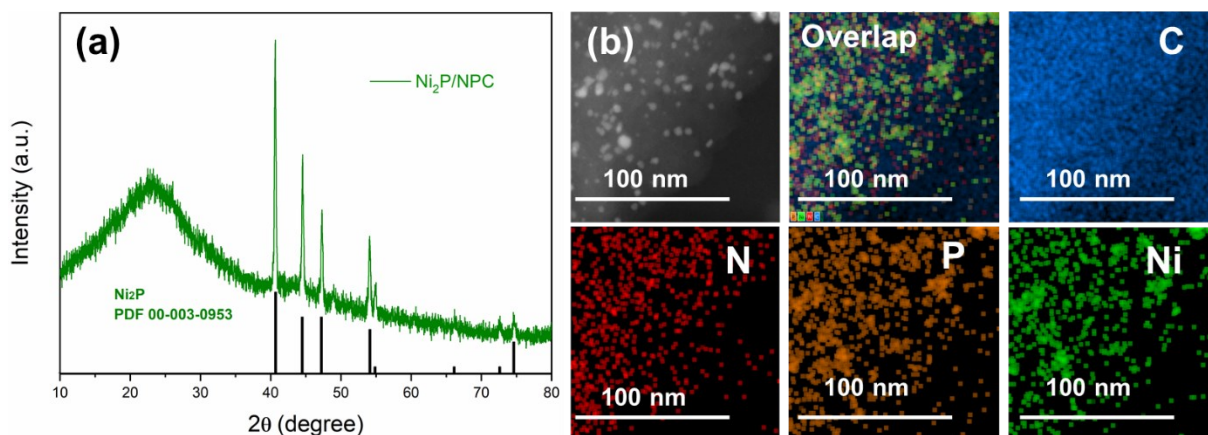 (a)
Ni₂P/NPC
Intensity (a.u.)
Ni₂P
PDF 00-003-0953
10 20 30 40 50 60 70 80
2θ (degree)
(b)
100 nm
Overlap
100 nm
C
100 nm
N
100 nm
P
100 nm
Ni
100 nm